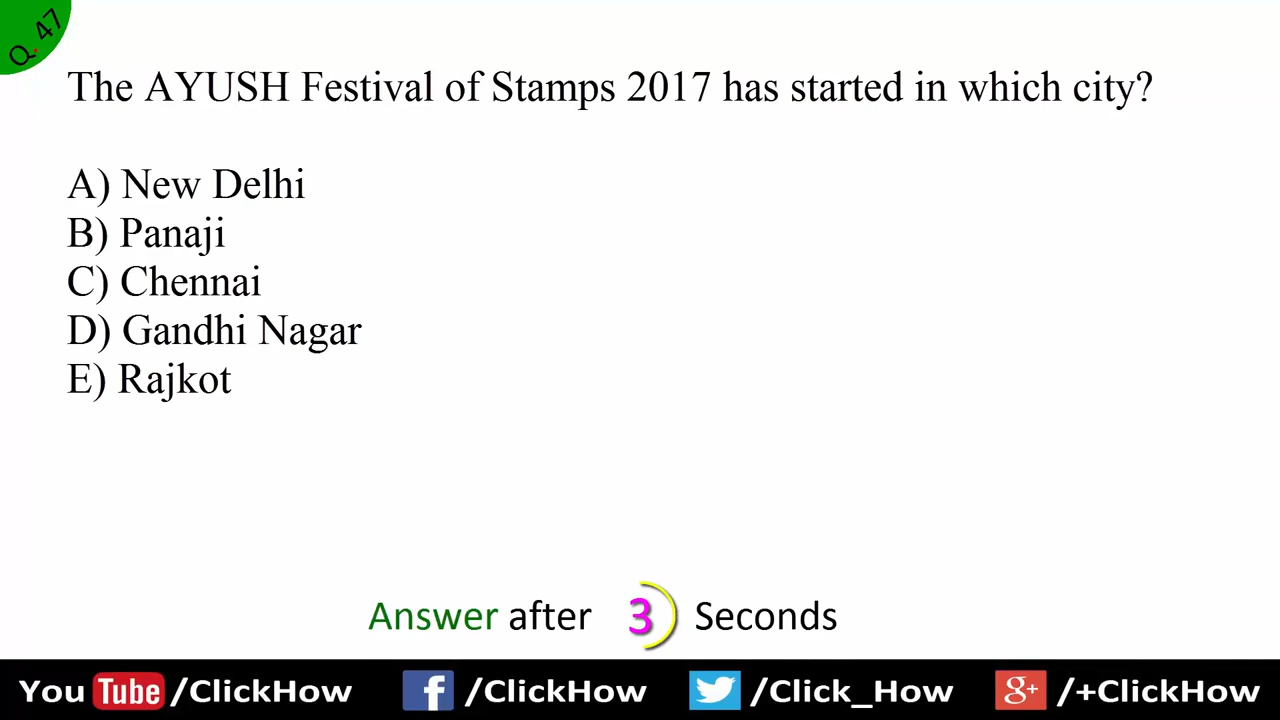 Q. 47
The AYUSH Festival of Stamps 2017 has started in which city?
A) New Delhi
B) Panaji
C) Chennai
D) Gandhi Nagar
E) Rajkot
Answer after 3 Seconds
You Tube /ClickHow f /ClickHow /Click_How g+ /+ClickHow